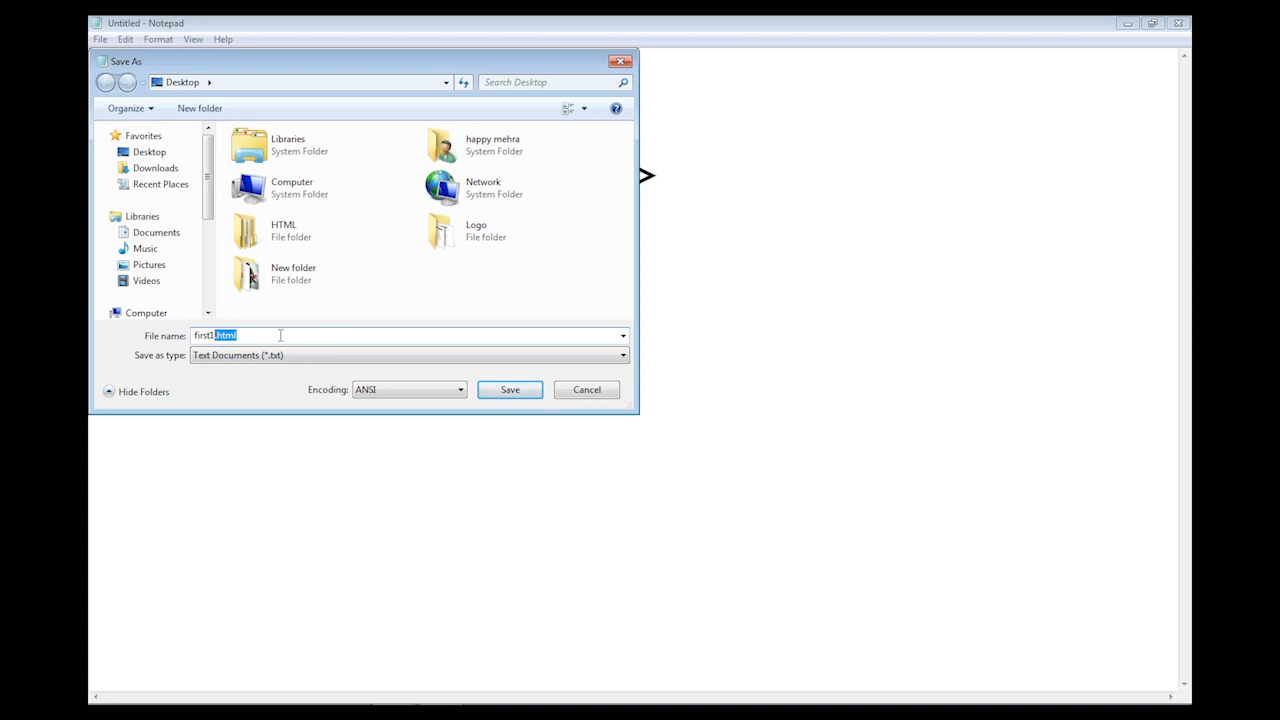 Untitled - Notepad
File Edit Format View Help
Save As
Desktop
Search Desktop
Organize New folder
Favorites
Desktop
Downloads
Recent Places
Libraries
Documents
Music
Pictures
Videos
Computer
Libraries
System Folder
happy mehra
System Folder
Computer
System Folder
Network
System Folder
HTML
File folder
Logo
File folder
New folder
File folder
File name: first1.html
Save as type: Text Documents (*.txt)
Hide Folders Encoding: ANSI Save Cancel
>